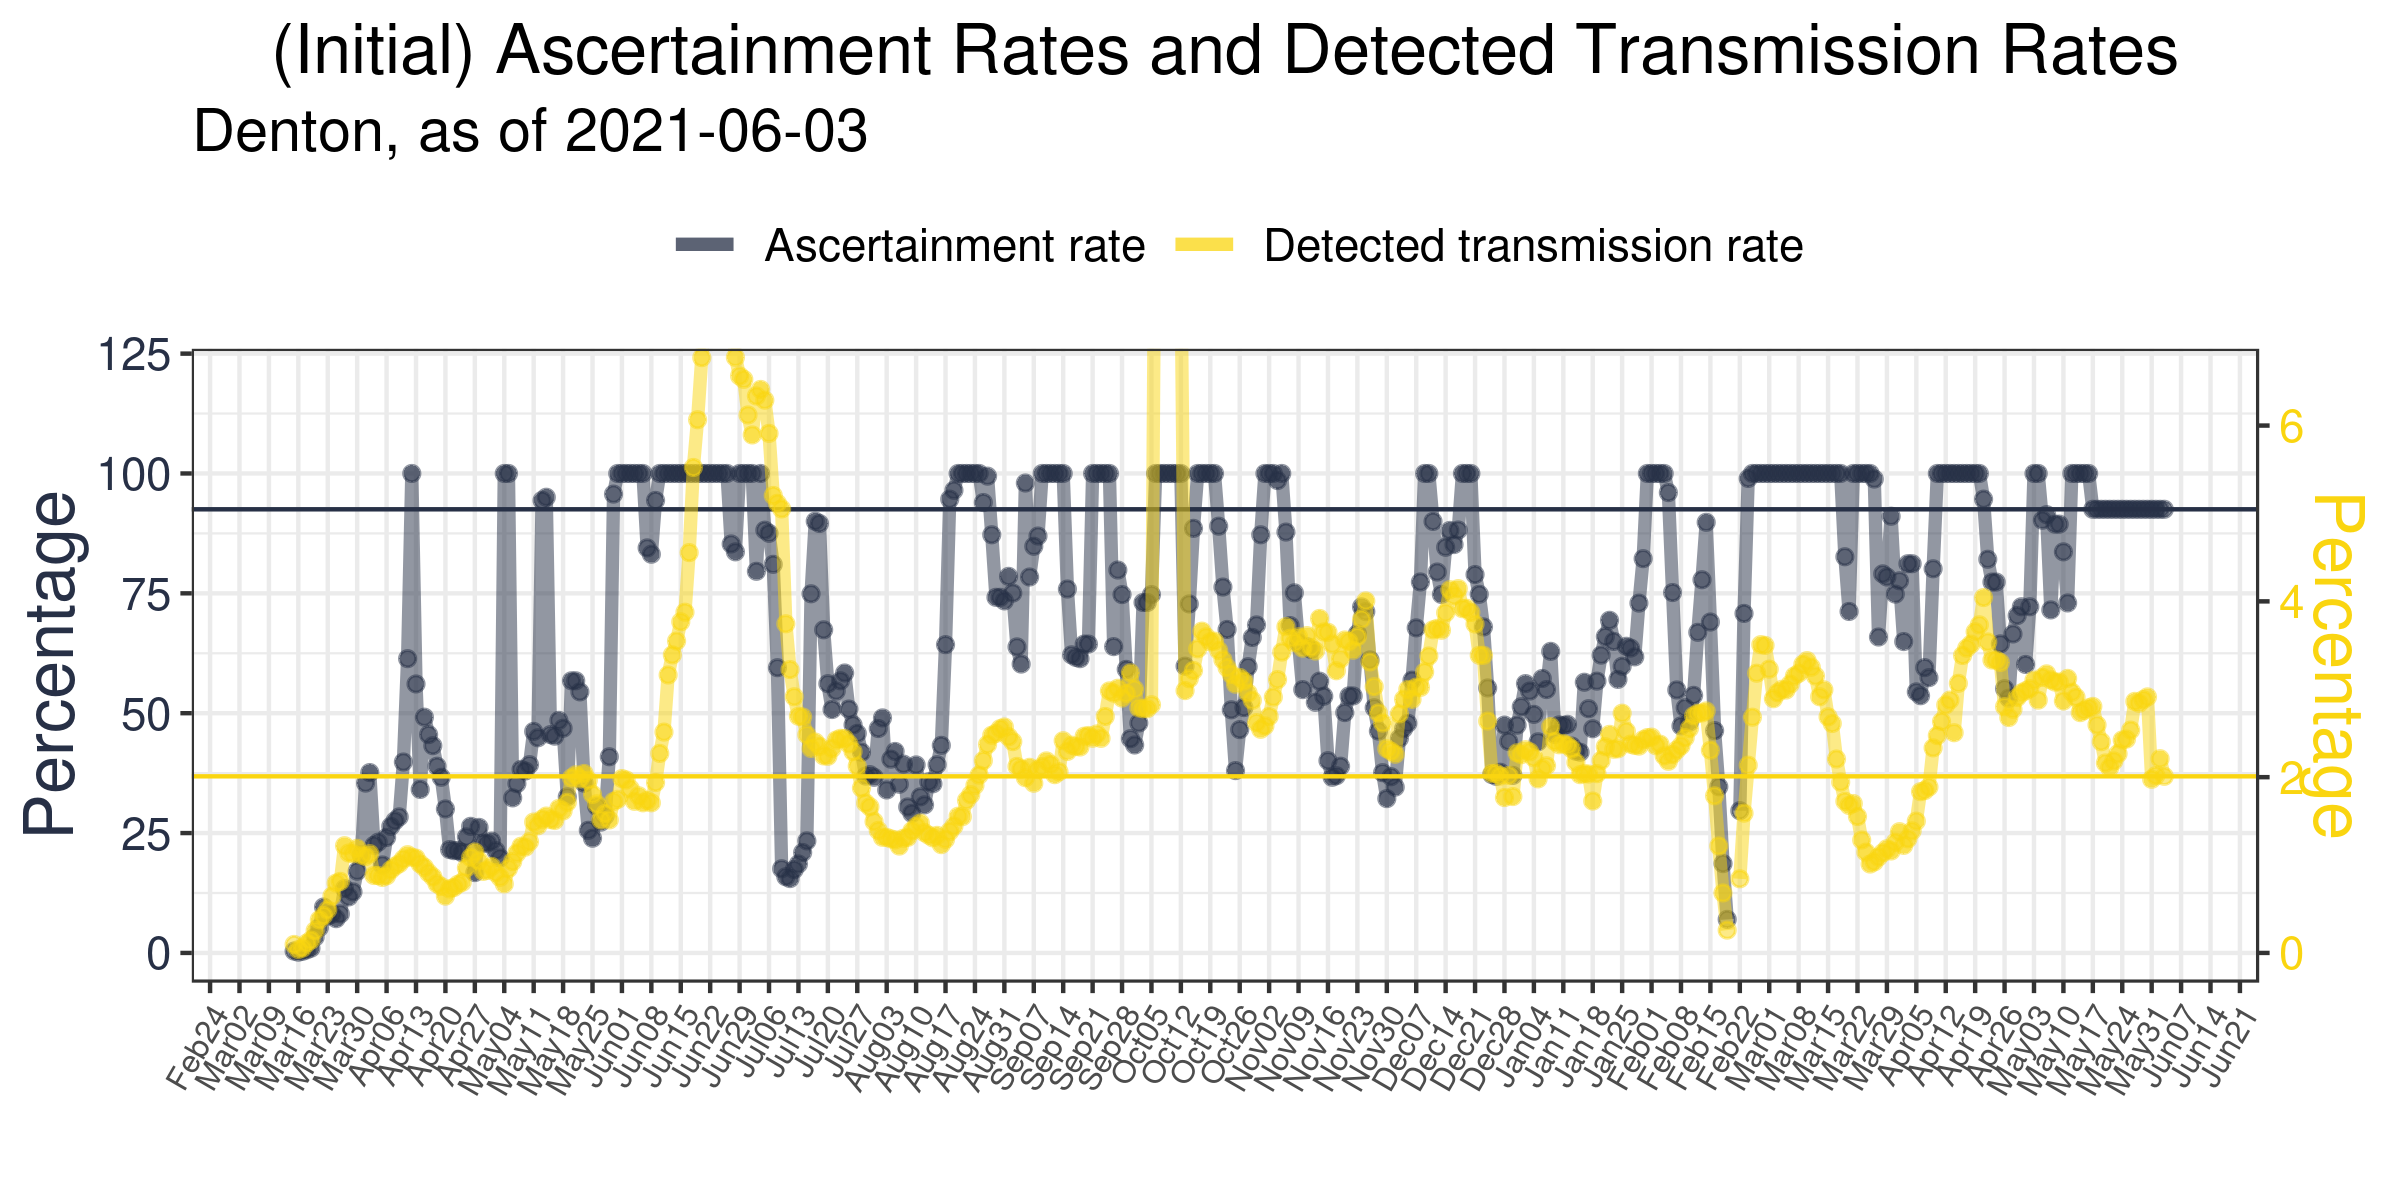 (Initial) Ascertainment Rates and Detected Transmission Rates
Denton, as of 2021-06-03
Ascertainment rate Detected transmission rate
125
100
75
50
25
0
Percentage
6
4
2
0
Percentage
Feb24 Mar02 Mar09 Mar16 Mar23 Mar30 Apr06 Apr13 Apr20 Apr27 May04 May11 May18 May25 Jun01 Jun08 Jun15 Jun22 Jun29 Jul06 Jul13 Jul20 Jul27 Aug03 Aug10 Aug17 Aug24 Aug31 Sep07 Sep14 Sep21 Sep28 Oct05 Oct12 Oct19 Oct26 Nov02 Nov09 Nov16 Nov23 Nov30 Dec07 Dec14 Dec21 Dec28 Jan04 Jan11 Jan18 Jan25 Feb01 Feb08 Feb15 Feb22 Mar01 Mar08 Mar15 Mar22 Mar29 Apr05 Apr12 Apr19 Apr26 May03 May10 May17 May24 May31 Jun07 Jun14 Jun21